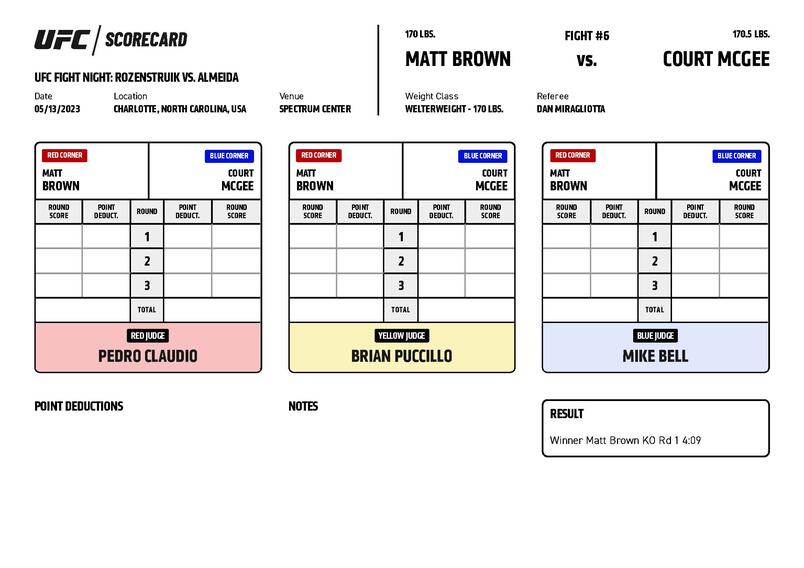 UFC SCORECARD
UFC FIGHT NIGHT: ROZENSTRUIK VS. ALMEIDA
Date Location Venue
05/13/2023 CHARLOTTE, NORTH CAROLINA, USA SPECTRUM CENTER
170 LBS. FIGHT #6 170.5 LBS.
MATT BROWN VS. COURT MCGEE
Weight Class Referee
WELTERWEIGHT - 170 LBS. DAN MIRAGLIOTTA
RED CORNER BLUE CORNER
MATT COURT
BROWN MCGEE
ROUND SCORE POINT DEDUCT. ROUND POINT DEDUCT. ROUND SCORE
1
2
3
TOTAL
RED JUDGE
PEDRO CLAUDIO
RED CORNER BLUE CORNER
MATT COURT
BROWN MCGEE
ROUND SCORE POINT DEDUCT. ROUND POINT DEDUCT. ROUND SCORE
1
2
3
TOTAL
YELLOW JUDGE
BRIAN PUCCILLO
RED CORNER BLUE CORNER
MATT COURT
BROWN MCGEE
ROUND SCORE POINT DEDUCT. ROUND POINT DEDUCT. ROUND SCORE
1
2
3
TOTAL
BLUE JUDGE
MIKE BELL
POINT DEDUCTIONS
NOTES
RESULT
Winner Matt Brown KO Rd 1 4:09